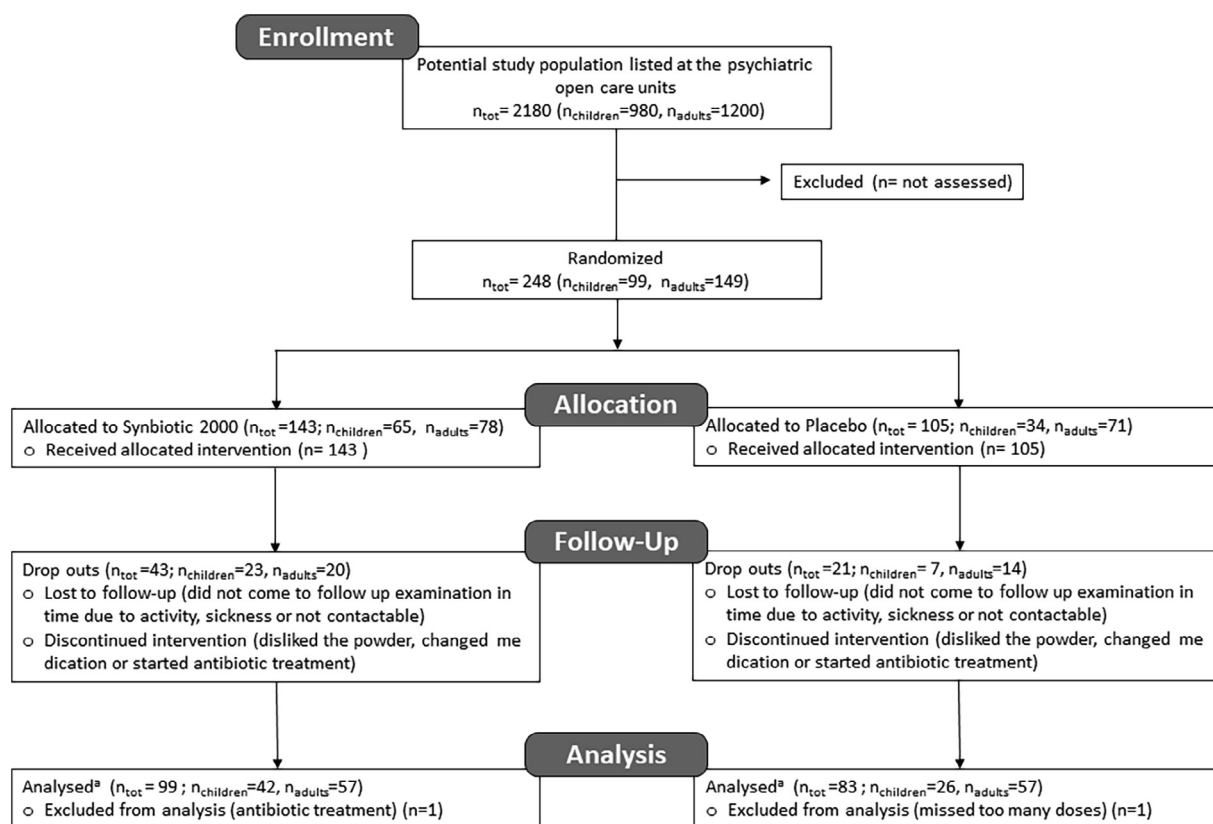 Enrollment
Potential study population listed at the psychiatric
open care units
ntot= 2180 (nchildren=980, nadults=1200)
Excluded (n= not assessed)
Randomized
ntot= 248 (nchildren=99, nadults=149)
Allocation
Allocated to Synbiotic 2000 (ntot =143; nchildren=65, nadults=78)
o Received allocated intervention (n= 143 )
Allocated to Placebo (ntot = 105; nchildren=34, nadults=71)
o Received allocated intervention (n= 105)
Follow-Up
Drop outs (ntot =43; nchildren=23, nadults=20)
o Lost to follow-up (did not come to follow up examination in
time due to activity, sickness or not contactable)
o Discontinued intervention (disliked the powder, changed me
dication or started antibiotic treatment)
Drop outs (ntot =21; nchildren= 7, nadults=14)
o Lost to follow-up (did not come to follow up examination in
time due to activity, sickness or not contactable)
o Discontinued intervention (disliked the powder, changed me
dication or started antibiotic treatment)
Analysis
Analysedᵃ (ntot = 99 ; nchildren=42, nadults=57)
o Excluded from analysis (antibiotic treatment) (n=1)
Analysedᵃ (ntot = 83 ; nchildren=26, nadults=57)
o Excluded from analysis (missed too many doses) (n=1)